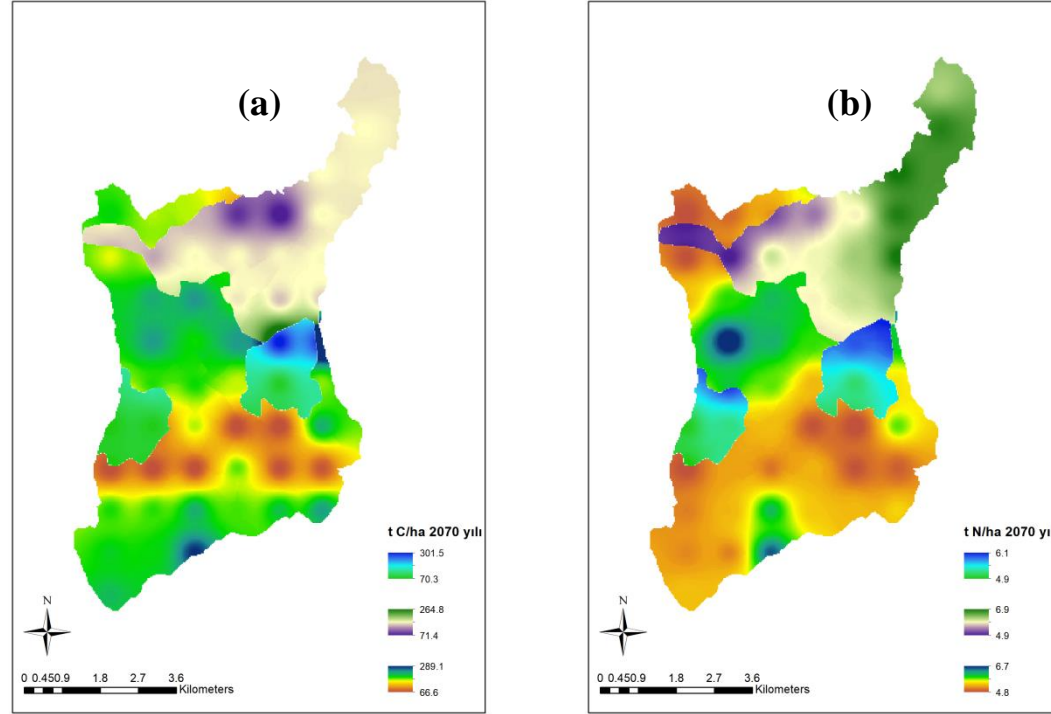 (a)
t C/ha 2070 yılı
301.5
70.3
264.8
71.4
289.1
66.6
N
0 0.450.9 1.8 2.7 3.6
Kilometers
(b)
t N/ha 2070 yı
6.1
4.9
6.9
4.9
6.7
4.8
N
0 0.450.9 1.8 2.7 3.6
Kilometers